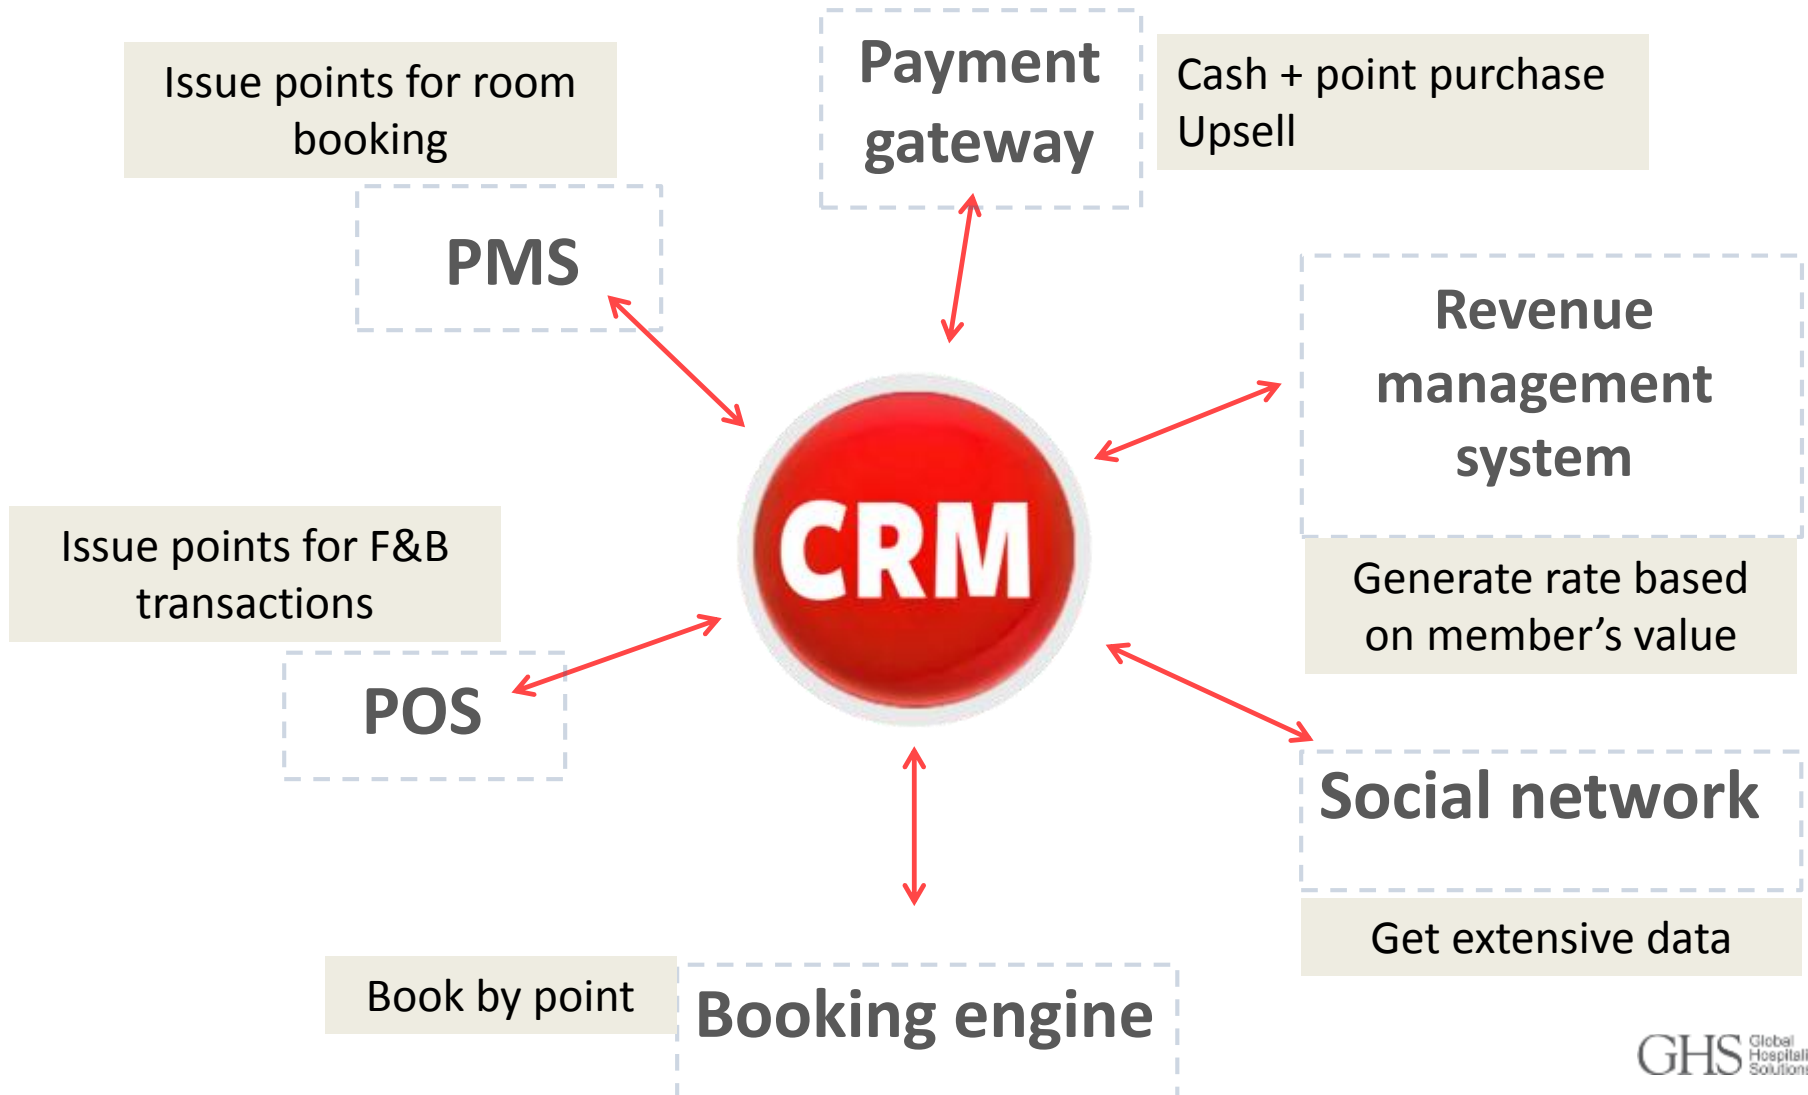 Payment
gateway
Cash + point purchase
Upsell
Issue points for room
booking
PMS
Revenue
management
system
Generate rate based
on member’s value
CRM
Issue points for F&B
transactions
POS
Social network
Get extensive data
Book by point
Booking engine
GHS
Global
Solutions